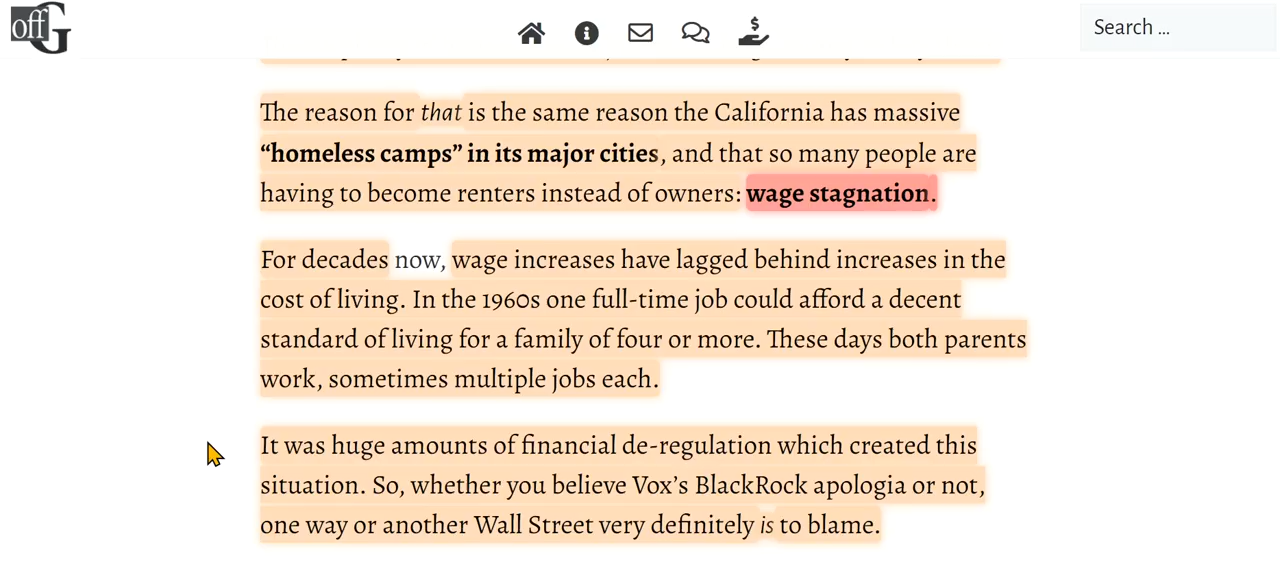 offG
Search ...
The reason for that is the same reason the California has massive
“homeless camps” in its major cities, and that so many people are
having to become renters instead of owners: wage stagnation.
For decades now, wage increases have lagged behind increases in the
cost of living. In the 1960s one full-time job could afford a decent
standard of living for a family of four or more. These days both parents
work, sometimes multiple jobs each.
It was huge amounts of financial de-regulation which created this
situation. So, whether you believe Vox’s BlackRock apologia or not,
one way or another Wall Street very definitely is to blame.